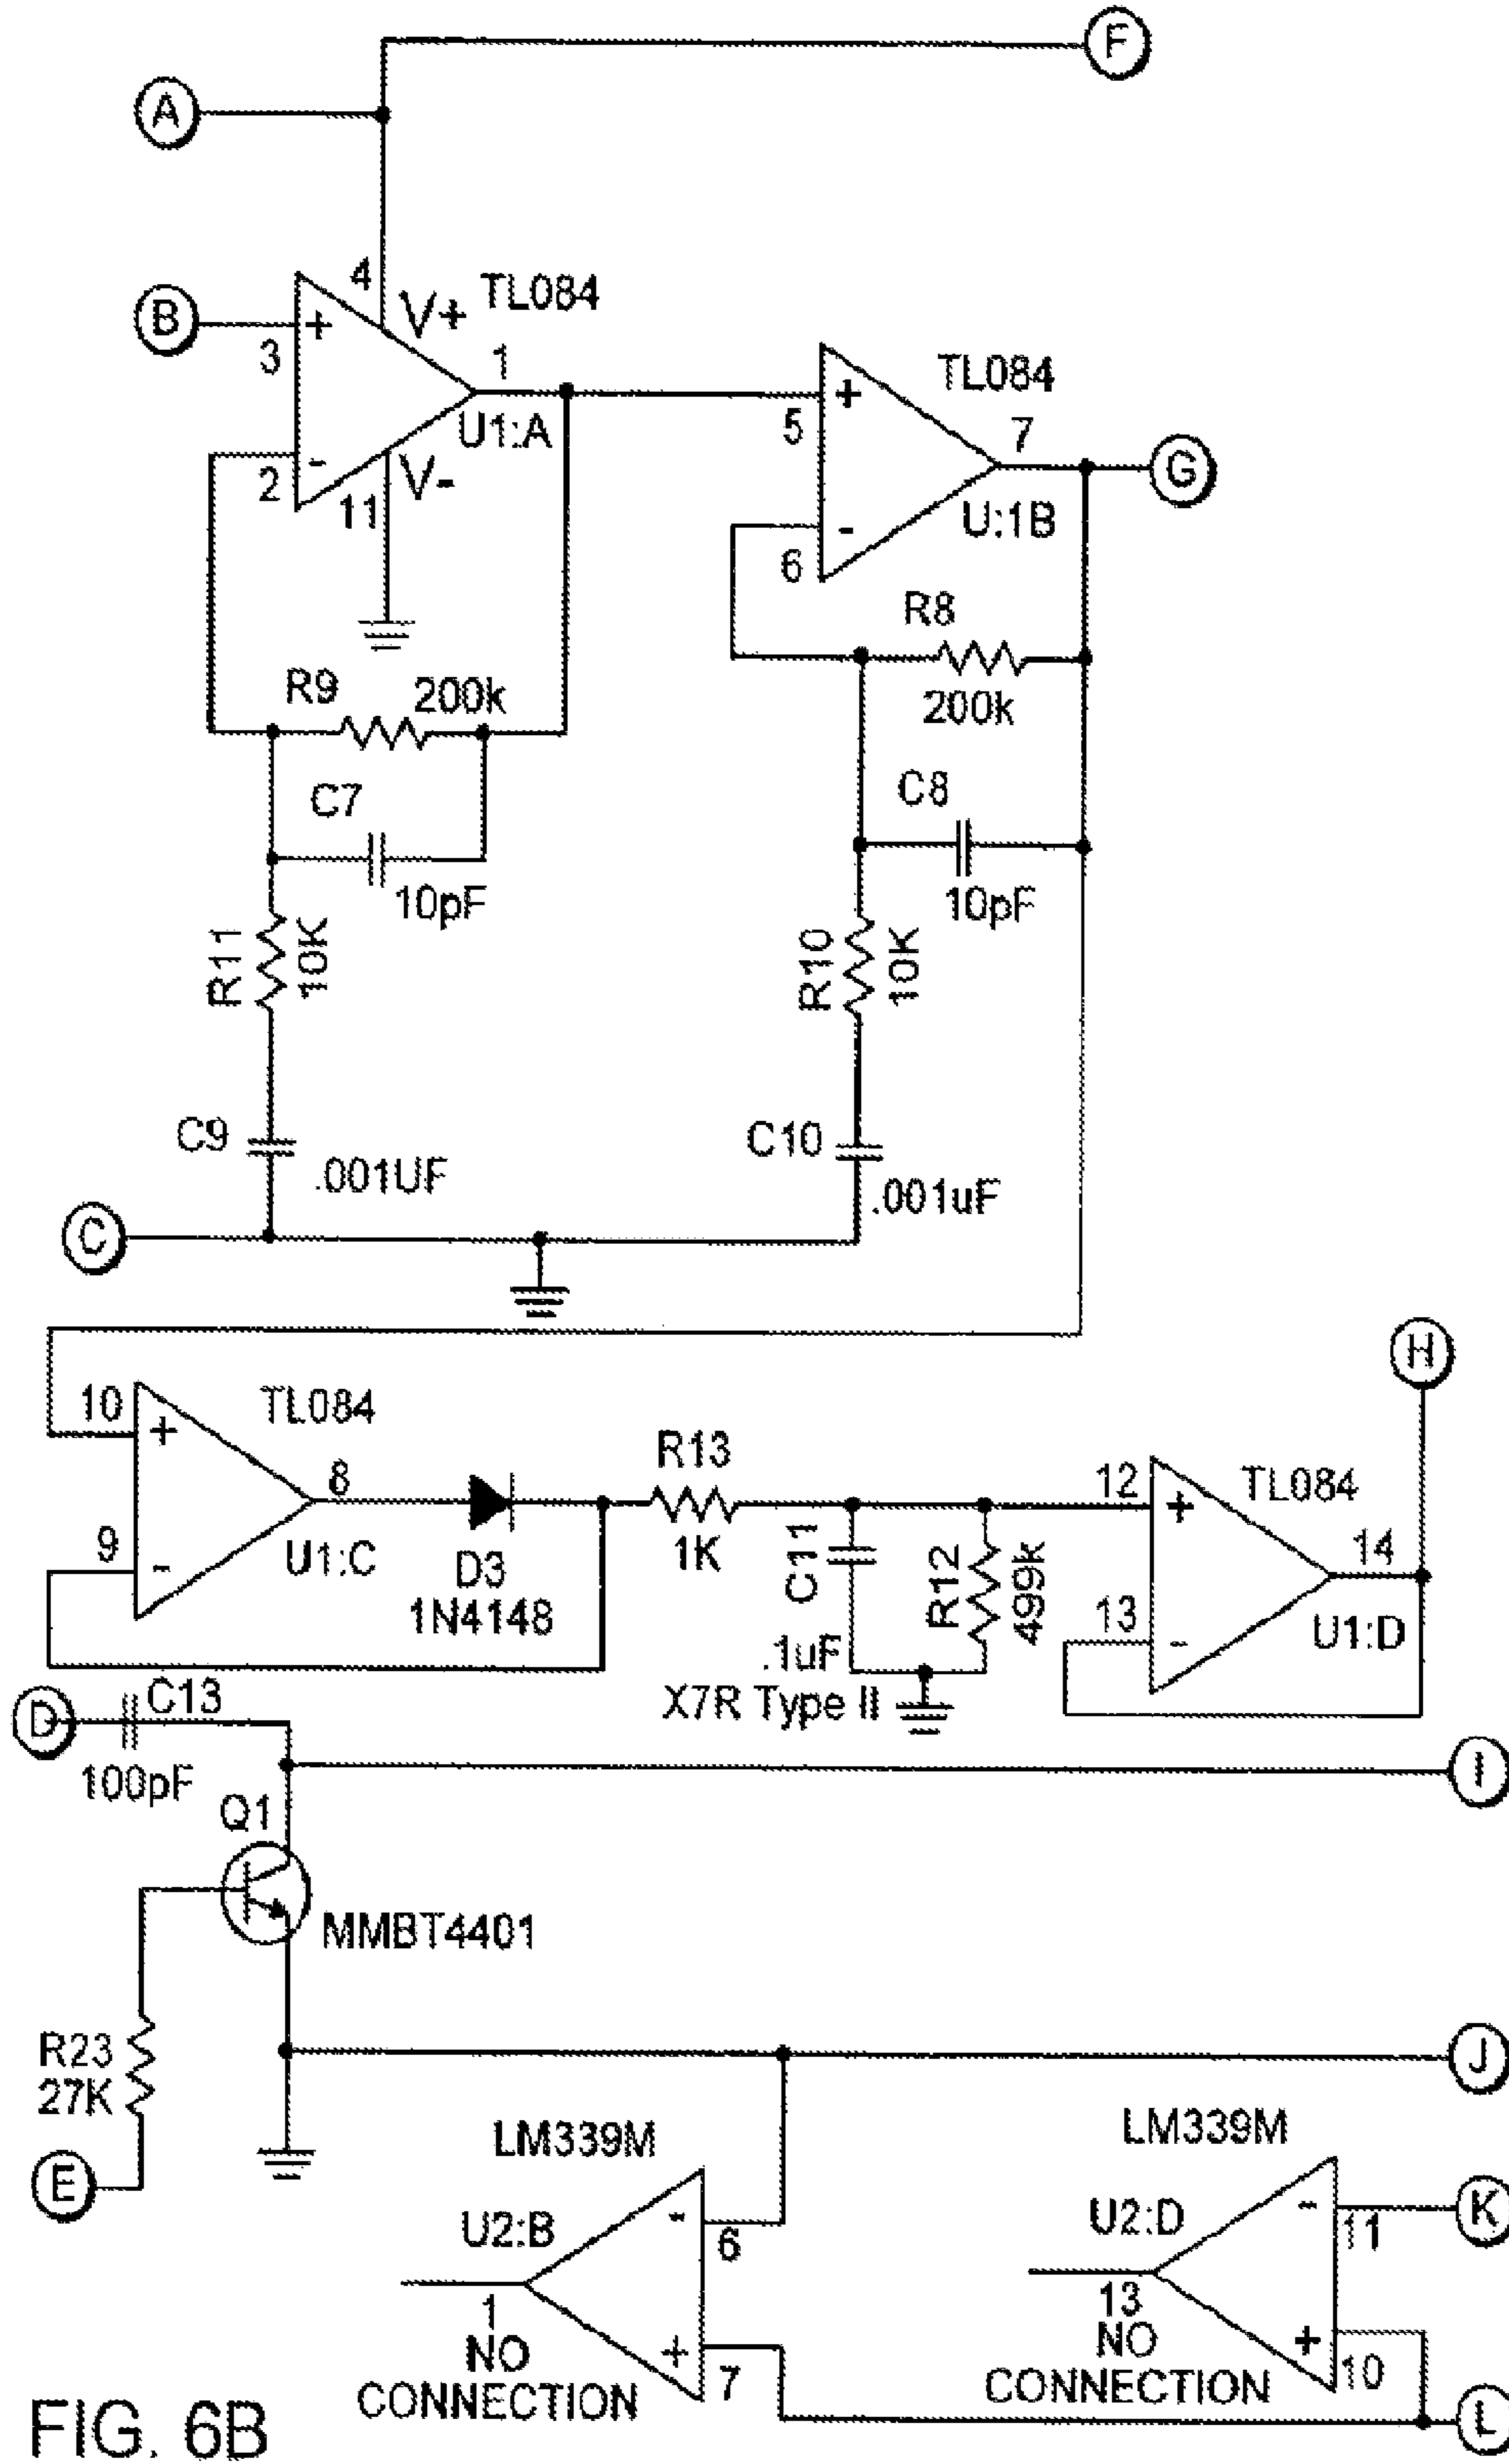 F
A
4
V+
TL084
B
+
3
1
U1:A
-
2
V-
11
TL084
+
5
7
G
U:1B
-
6
R8
200k
R9
200k
C7
10pF
C8
10pF
R11
10K
R10
10K
C9
.001UF
C10
.001uF
C
H
10
TL084
+
8
R13
1K
9
-
U1:C
D3
1N4148
C11
.1uF
X7R Type II
R12
499k
12
TL084
+
14
13
-
U1:D
D
C13
100pF
I
Q1
MMBT4401
R23
27K
J
E
LM339M
U2:B
-
6
1
NO
CONNECTION
+
7
LM339M
U2:D
-
11
K
13
NO
CONNECTION
+
10
L
FIG. 6B